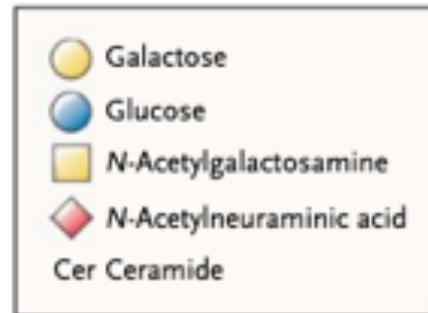 Galactose
Glucose
N-Acetylgalactosamine
N-Acetylneuraminic acid
Cer Ceramide